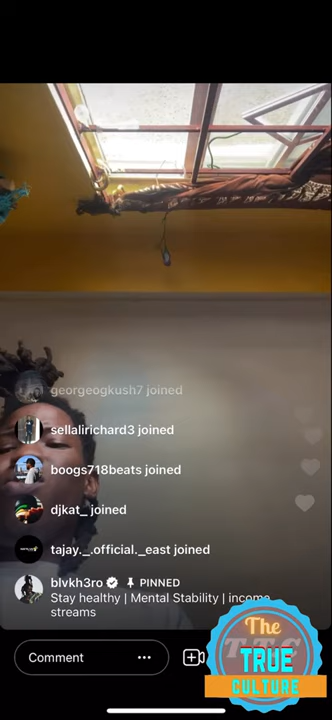 georgeogkush7 joined
sellalirichard3 joined
boogs718beats joined
djkat_ joined
tajay._.official._.east joined
blvkh3ro PINNED
Stay healthy | Mental Stability | income
streams
Comment
The
T.T.C
TRUE
CULTURE